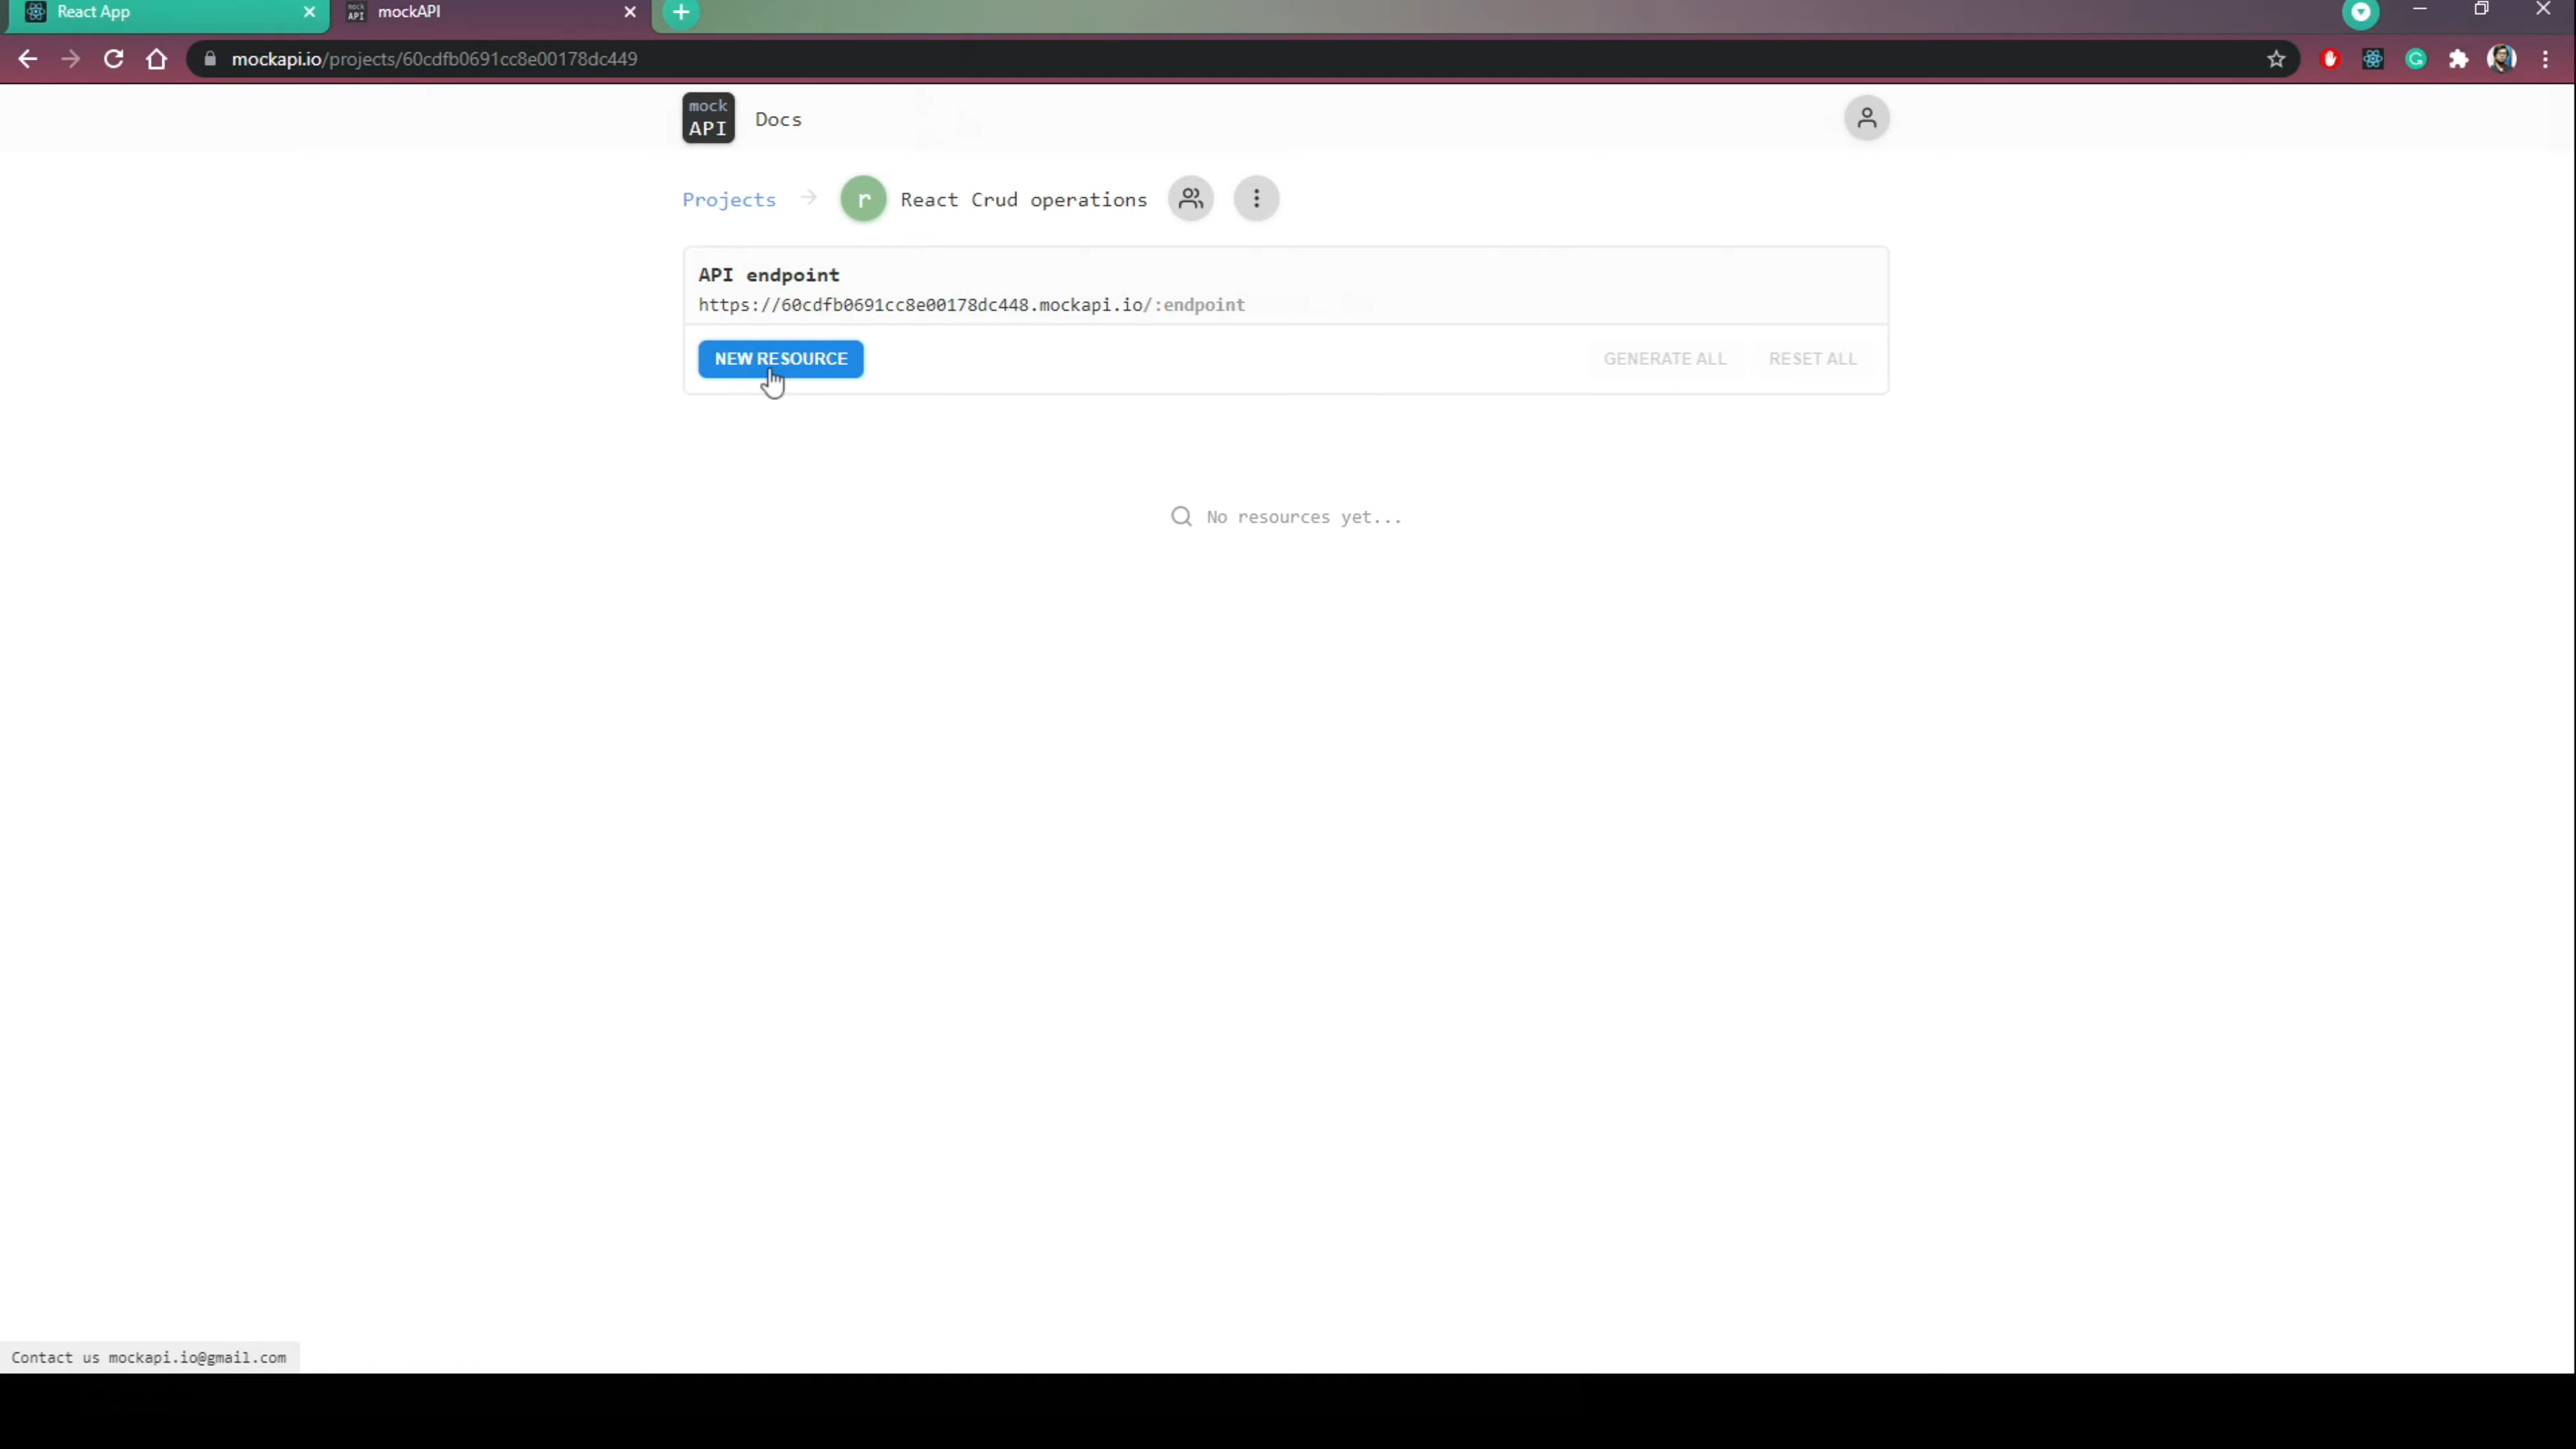 React App
mockAPI
mockapi.io/projects/60cdfb0691cc8e00178dc449
mock
API
Docs
Projects
r
React Crud operations
API endpoint
https://60cdfb0691cc8e00178dc448.mockapi.io/:endpoint
NEW RESOURCE
GENERATE ALL
RESET ALL
No resources yet...
Contact us mockapi.io@gmail.com